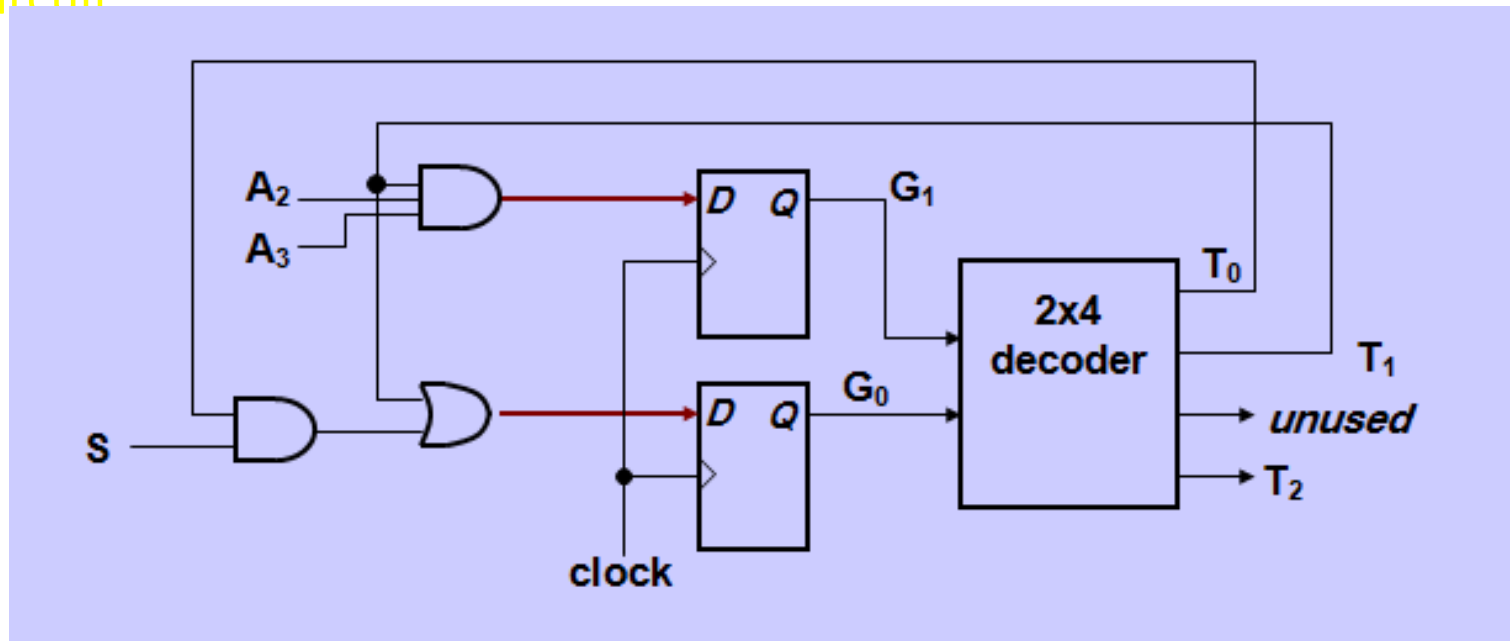 A₂
A₃
S
D Q
G₁
D Q
G₀
clock
2x4
decoder
T₀
T₁
unused
T₂